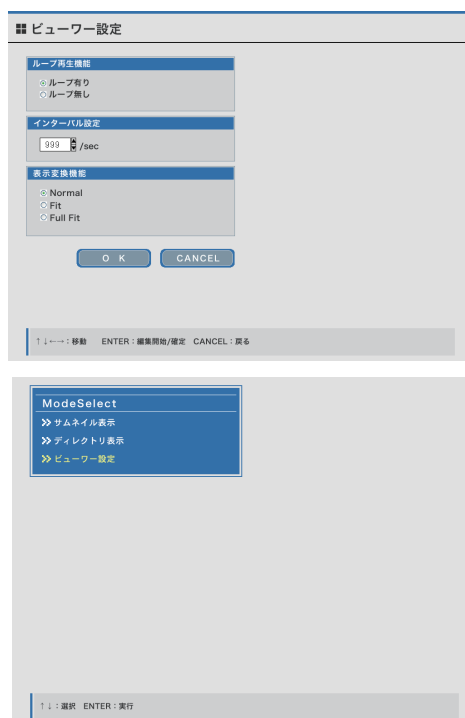 ビューワー設定
ループ再生機能
ループ有り
ループ無し
インターバル設定
999 /sec
表示変換機能
Normal
Fit
Full Fit
O K CANCEL
↑↓←→：移動 ENTER：編集開始/確定 CANCEL：戻る
ModeSelect
サムネイル表示
ディレクトリ表示
ビューワー設定
↑↓：選択 ENTER：実行